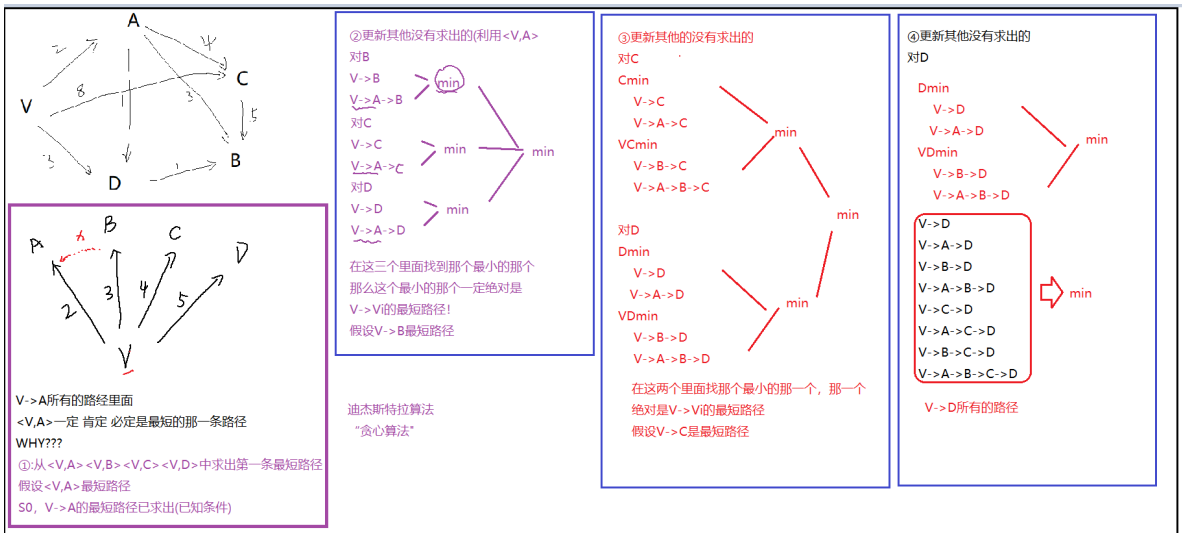 A
2
4
C
V
8
1
3
5
3
D
1
B
A
B
C
D
x
2
3
4
5
V
V->A所有的路经里面
<V,A>一定 肯定 必定是最短的那一条路径
WHY???
①:从<V,A><V,B><V,C><V,D>中求出第一条最短路径
假设<V,A>最短路径
S0，V->A的最短路径已求出(已知条件)
②更新其他没有求出的(利用<V,A>
对B
V->B
min
V->A->B
对C
V->C
min
min
V->A->C
对D
V->D
min
V->A->D
在这三个里面找到那个最小的那个
那么这个最小的那个一定绝对是
V->Vi的最短路径!
假设V->B最短路径
迪杰斯特拉算法
“贪心算法"
③更新其他的没有求出的
对C
Cmin
V->C
V->A->C
min
VCmin
V->B->C
V->A->B->C
min
对D
Dmin
V->D
V->A->D
min
VDmin
V->B->D
V->A->B->D
在这两个里面找那个最小的那一个，那一个
绝对是V->Vi的最短路径
假设V->C是最短路径
④更新其他没有求出的
对D
Dmin
V->D
V->A->D
min
VDmin
V->B->D
V->A->B->D
V->D
V->A->D
V->B->D
V->A->B->D
min
V->C->D
V->A->C->D
V->B->C->D
V->A->B->C->D
V->D所有的路径